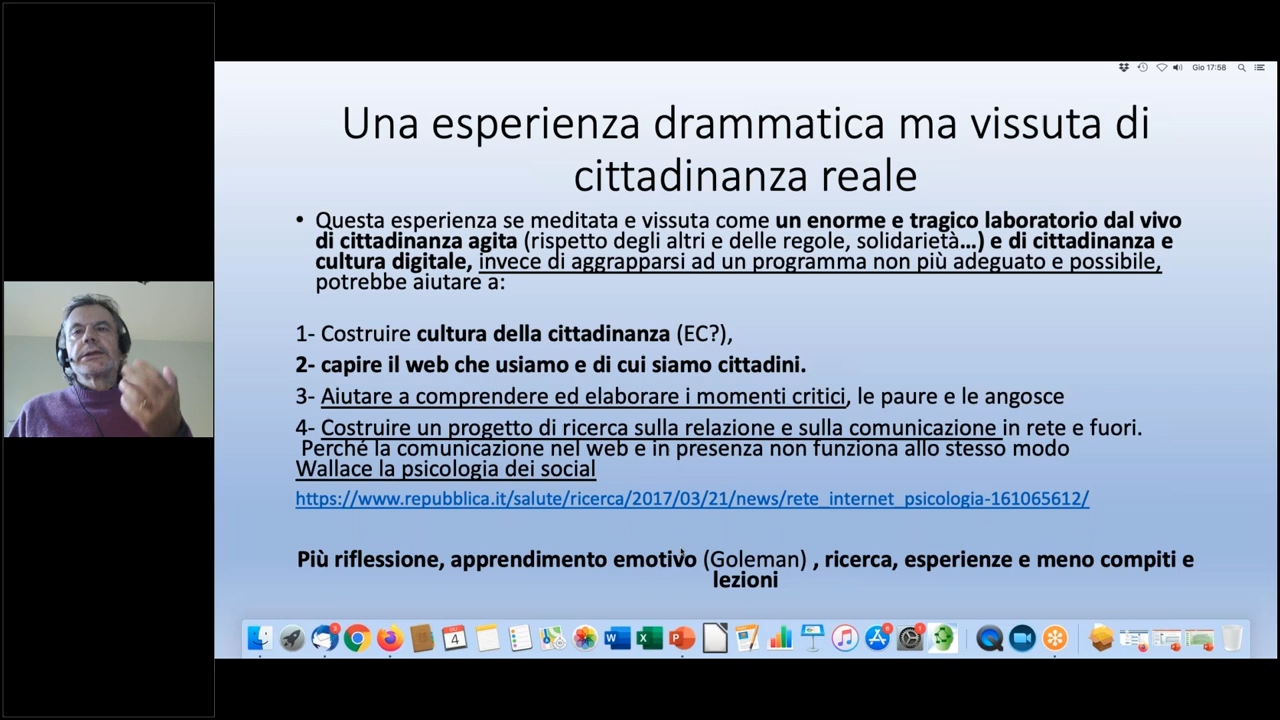 Gio 17:58
Una esperienza drammatica ma vissuta di
cittadinanza reale
• Questa esperienza se meditata e vissuta come un enorme e tragico laboratorio dal vivo
di cittadinanza agita (rispetto degli altri e delle regole, solidarietà…) e di cittadinanza e
cultura digitale, invece di aggrapparsi ad un programma non più adeguato e possibile,
potrebbe aiutare a:
1- Costruire cultura della cittadinanza (EC?),
2- capire il web che usiamo e di cui siamo cittadini.
3- Aiutare a comprendere ed elaborare i momenti critici, le paure e le angosce
4- Costruire un progetto di ricerca sulla relazione e sulla comunicazione in rete e fuori.
Perché la comunicazione nel web e in presenza non funziona allo stesso modo
Wallace la psicologia dei social
https://www.repubblica.it/salute/ricerca/2017/03/21/news/rete_internet_psicologia-161065612/
Più riflessione, apprendimento emotivo (Goleman) , ricerca, esperienze e meno compiti e
lezioni
4
W
X
P